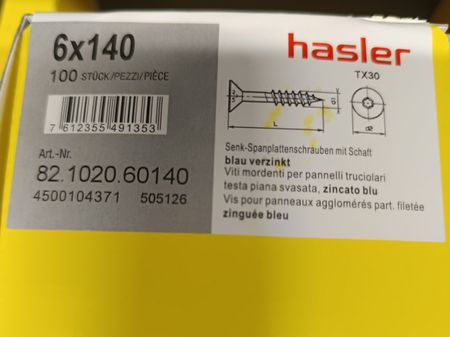 6x140
100 STÜCK/PEZZI/PIÈCE
7 612355 491353
Art.-Nr.
82.1020.60140
4500104371 505126
hasler
TX30
L
Senk-Spanplattenschrauben mit Schaft
blau verzinkt
Viti mordenti per pannelli truciolari
testa piana svasata, zincato blu
Vis pour panneaux agglomérés part. filetée
zinguée bleu